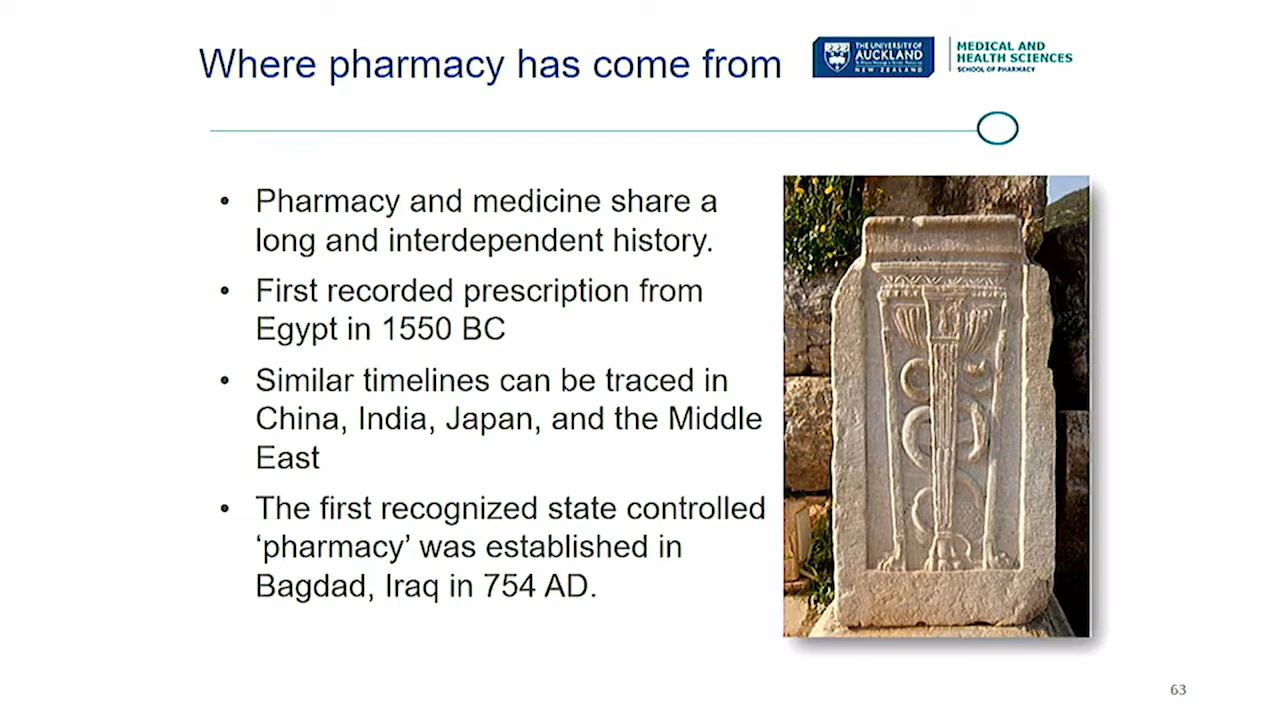 Where pharmacy has come from
THE UNIVERSITY OF
AUCKLAND
NEW ZEALAND
MEDICAL AND
HEALTH SCIENCES
SCHOOL OF PHARMACY
• Pharmacy and medicine share a
long and interdependent history.
• First recorded prescription from
Egypt in 1550 BC
• Similar timelines can be traced in
China, India, Japan, and the Middle
East
• The first recognized state controlled
‘pharmacy’ was established in
Bagdad, Iraq in 754 AD.
63